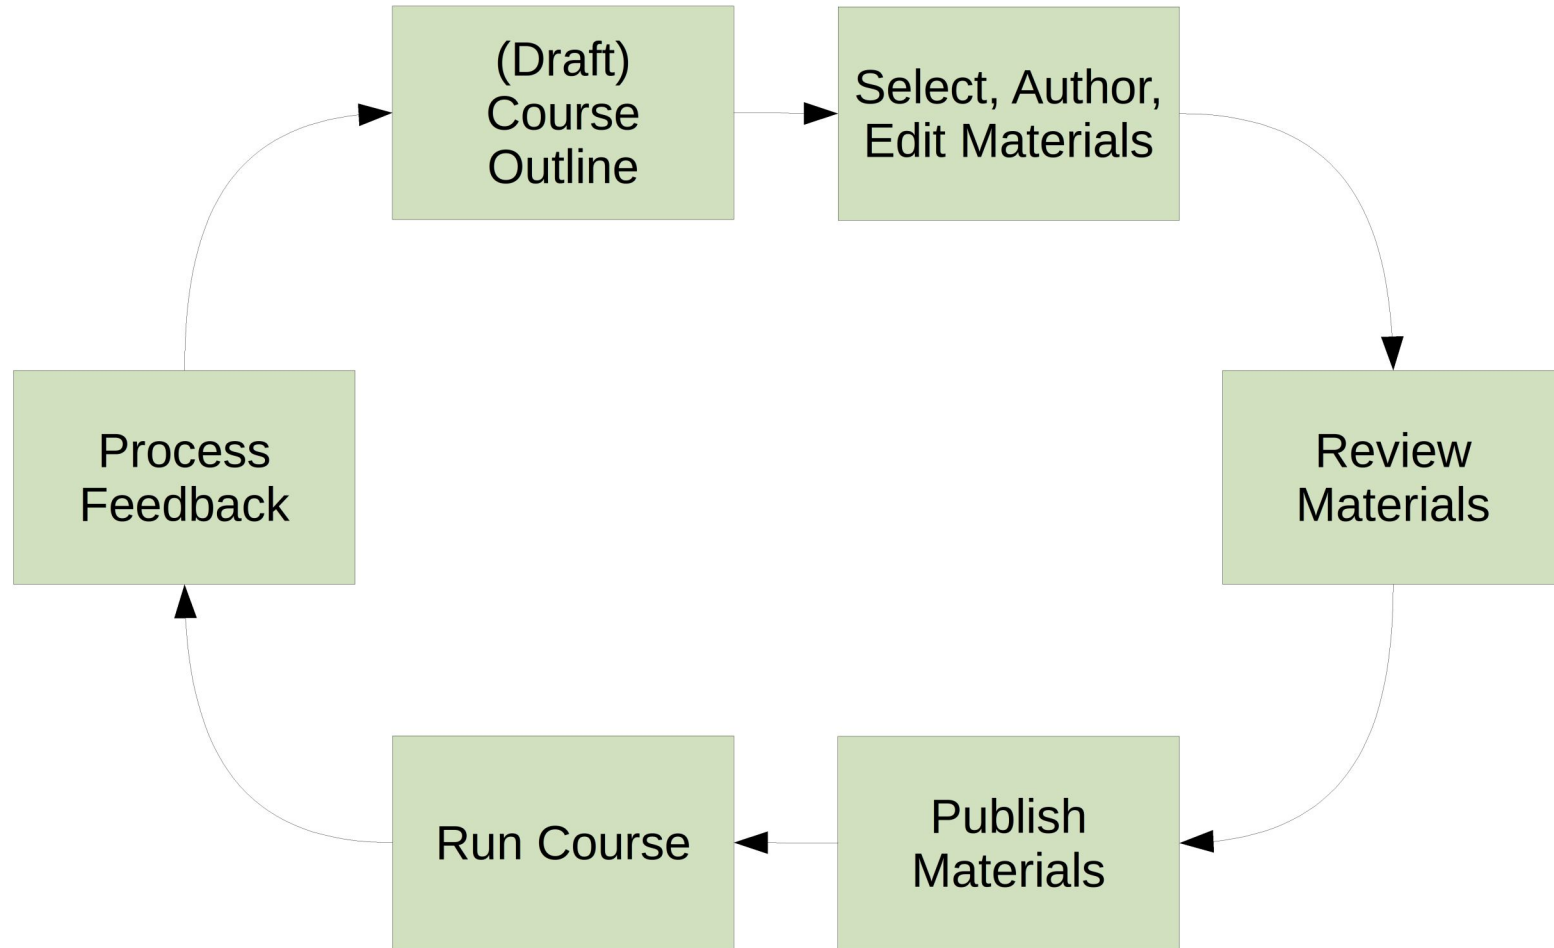 (Draft)
Course
Outline
Select, Author,
Edit Materials
Process
Feedback
Review
Materials
Run Course
Publish
Materials